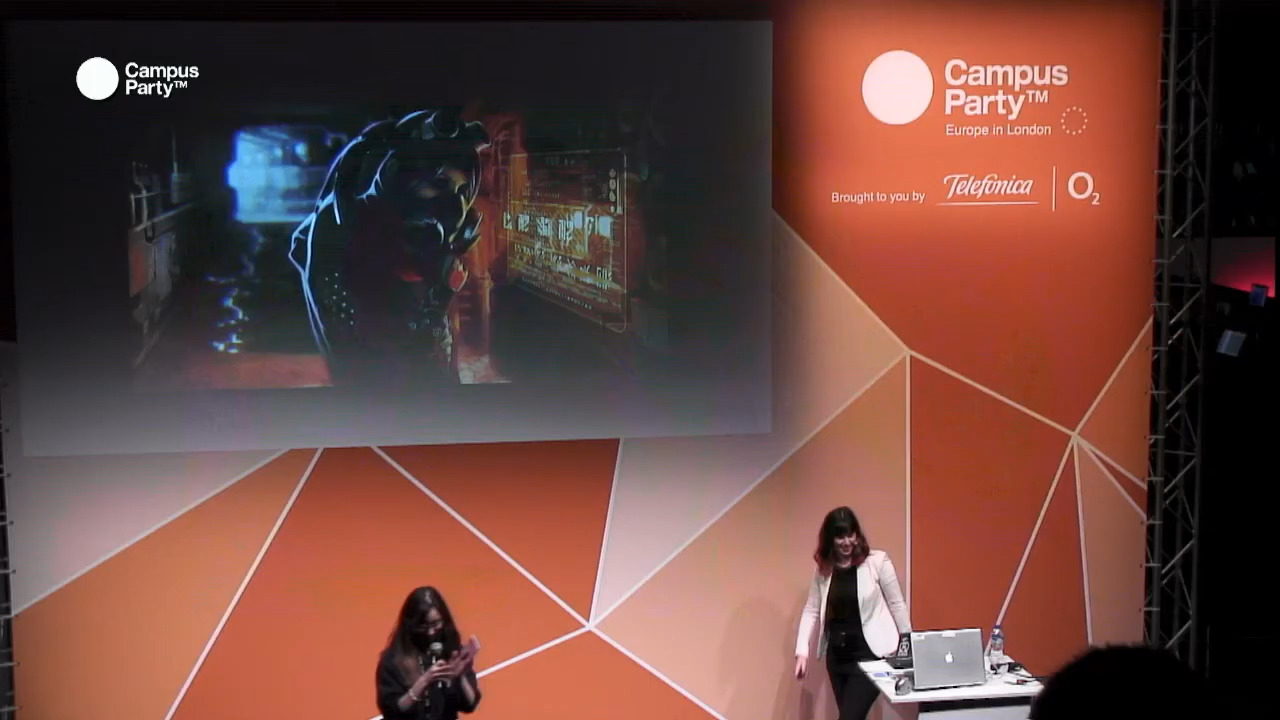 Campus
Party™
Campus
Party™
Europe in London
Brought to you by
Telefonica
O2